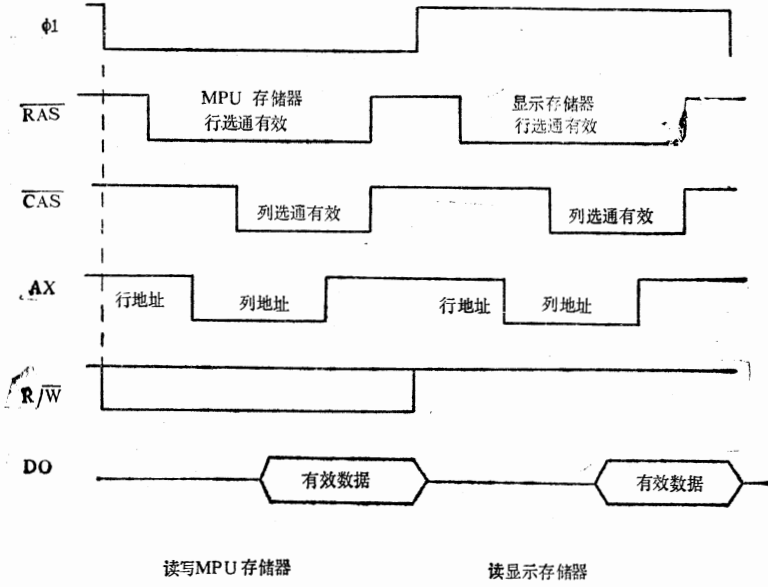 ϕ1
RAS
MPU 存储器
行选通有效
显示存储器
行选通有效
CAS
列选通有效
列选通有效
AX
行地址
列地址
行地址
列地址
R/W
DO
有效数据
有效数据
读写MPU存储器
读显示存储器